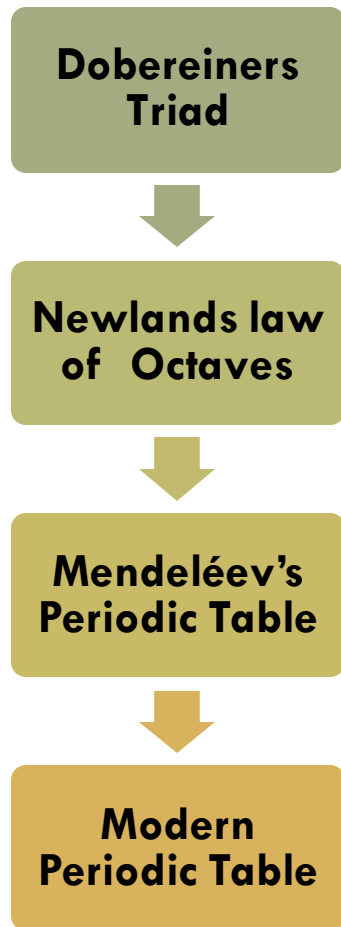 Dobereiners
Triad
Newlands law
of Octaves
Mendeléev’s
Periodic Table
Modern
Periodic Table